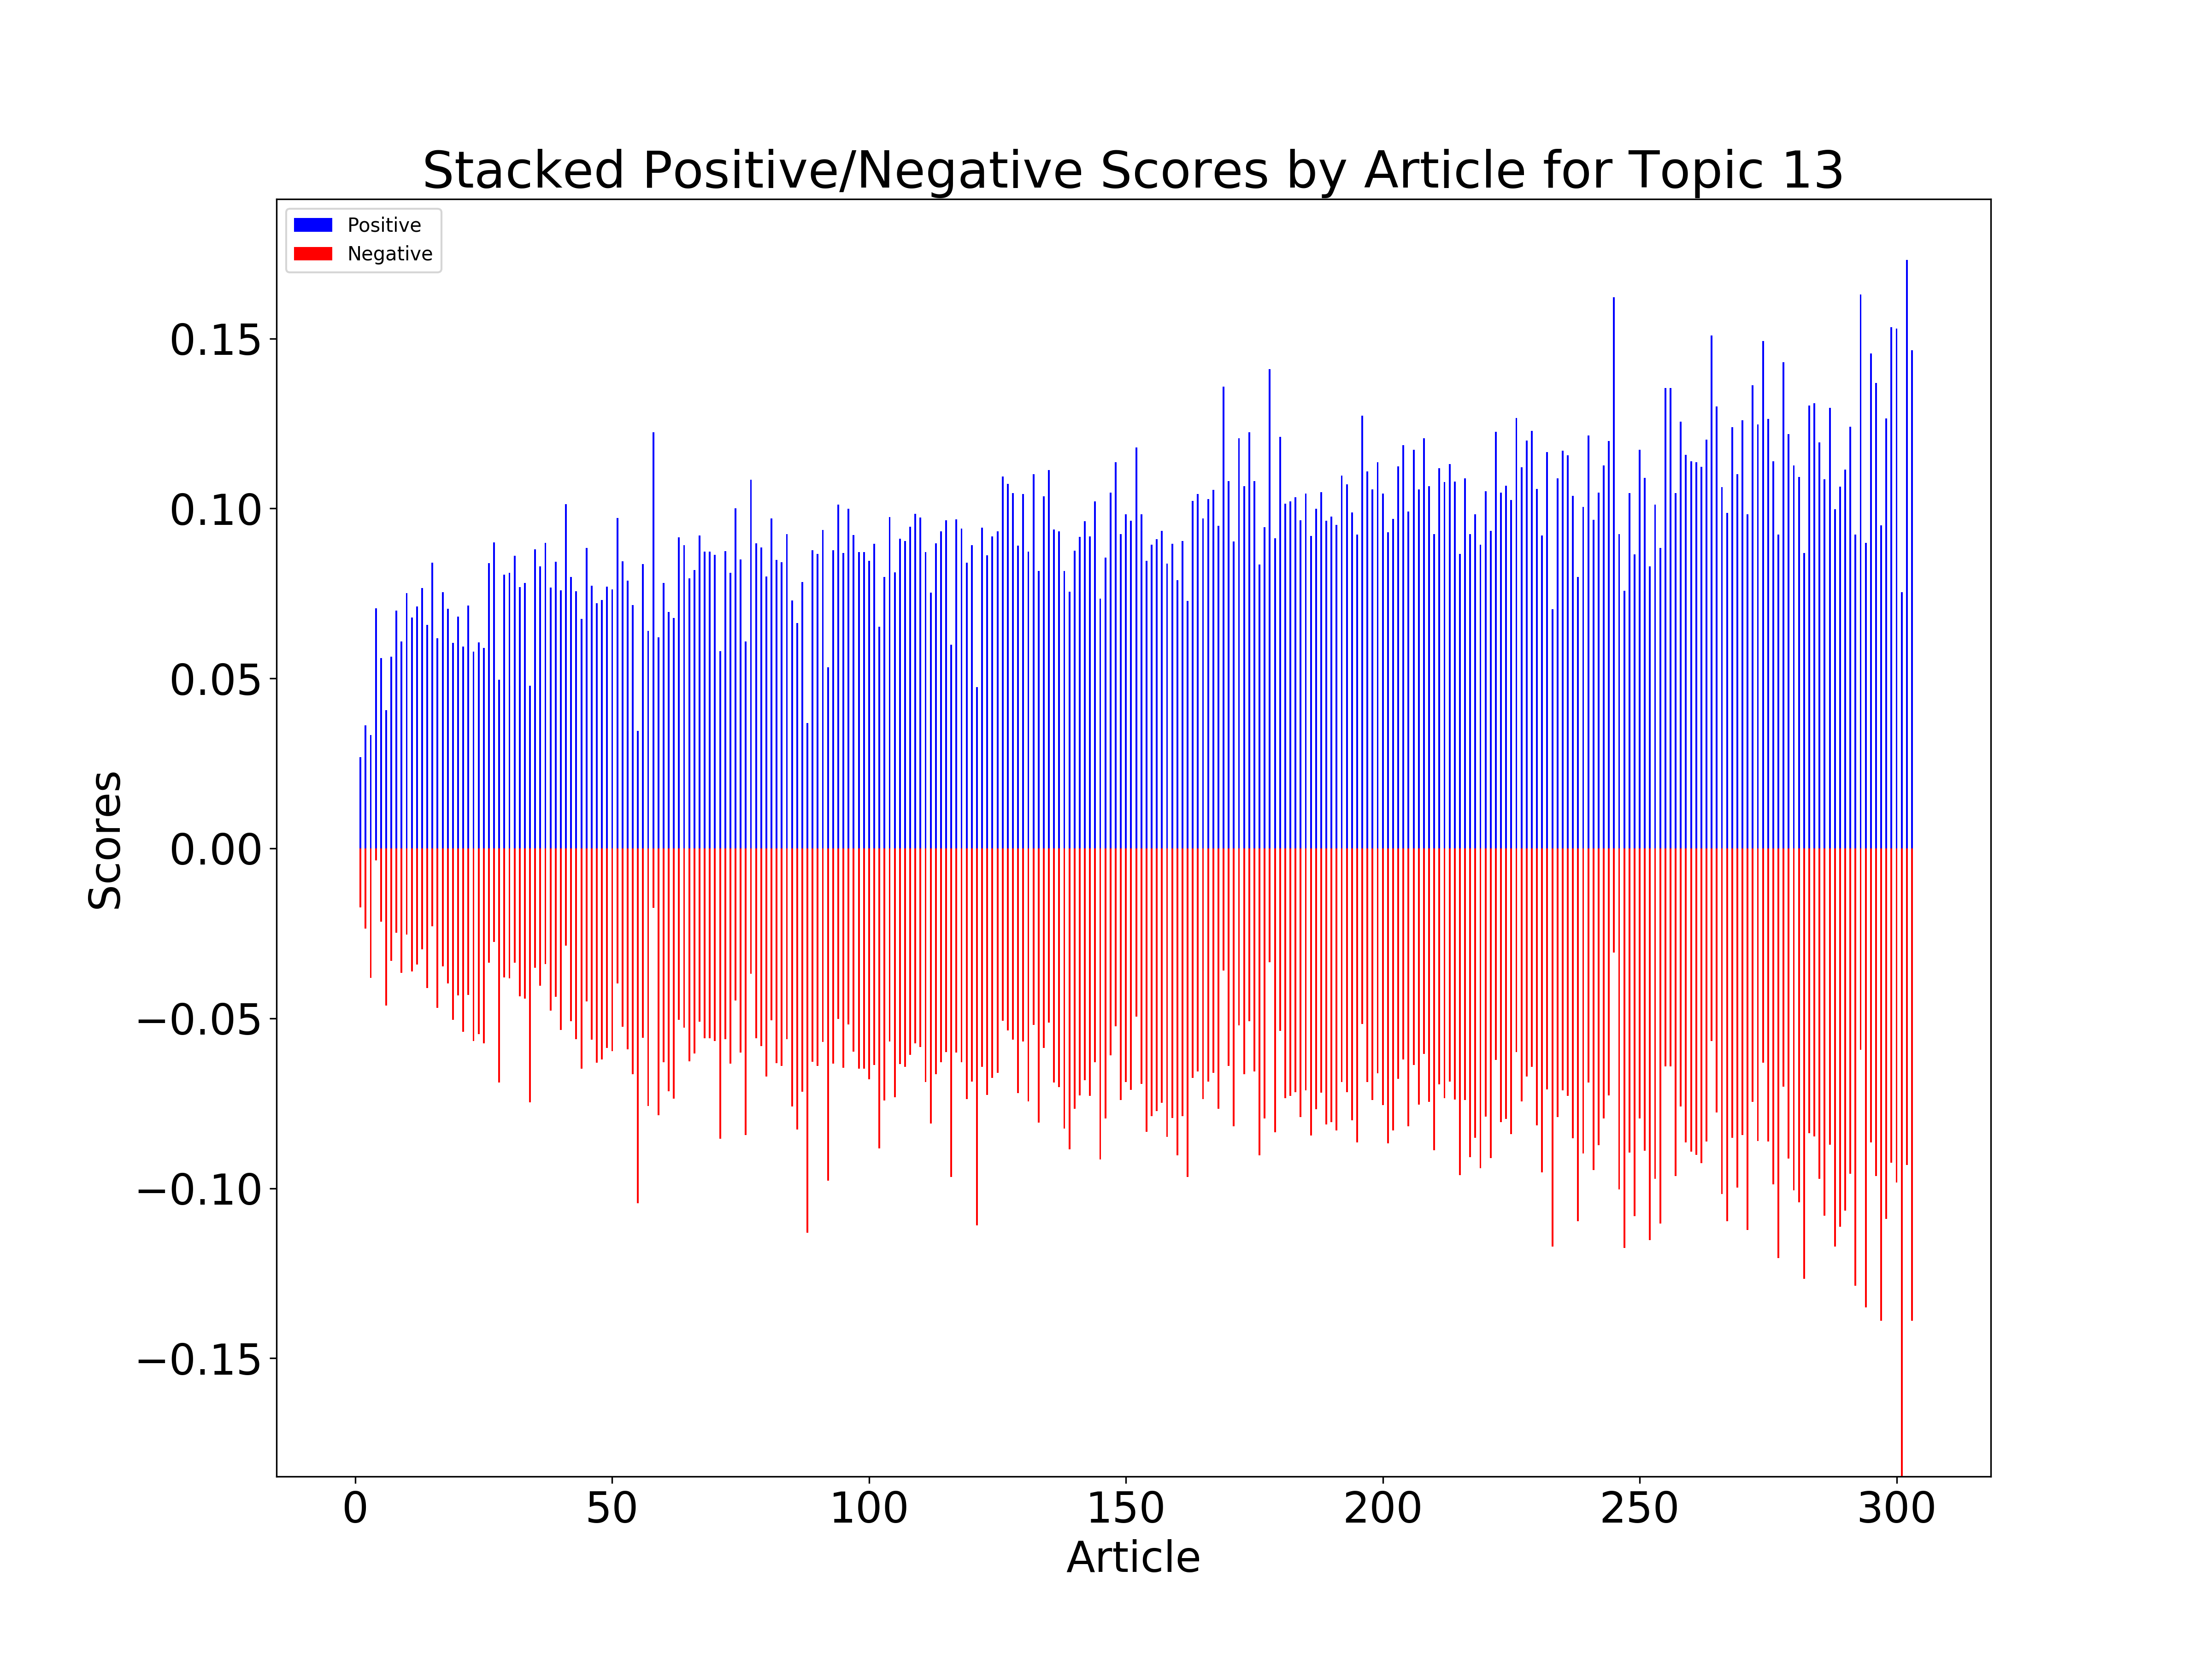 Stacked Positive/Negative Scores by Article for Topic 13
Positive
Negative
0.15
0.10
0.05
0.00
−0.05
−0.10
−0.15
Scores
0 50 100 150 200 250 300
Article